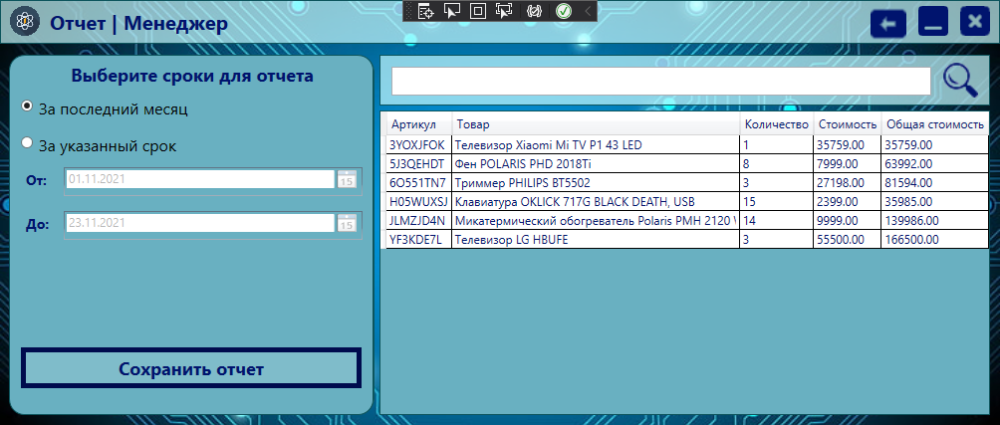 Отчет | Менеджер
Выберите сроки для отчета
За последний месяц
За указанный срок
От: 01.11.2021 15
До: 23.11.2021 15
Сохранить отчет
Артикул Товар Количество Стоимость Общая стоимость
3YOXJFOK Телевизор Xiaomi Mi TV P1 43 LED 1 35759.00 35759.00
5J3QEHDT Фен POLARIS PHD 2018Ti 8 7999.00 63992.00
6O551TN7 Триммер PHILIPS BT5502 3 27198.00 81594.00
H05WUXSJ Клавиатура OKLICK 717G BLACK DEATH, USB 15 2399.00 35985.00
JLMZJD4N Микатермический обогреватель Polaris PMH 2120 14 9999.00 139986.00
YF3KDE7L Телевизор LG HBUFE 3 55500.00 166500.00